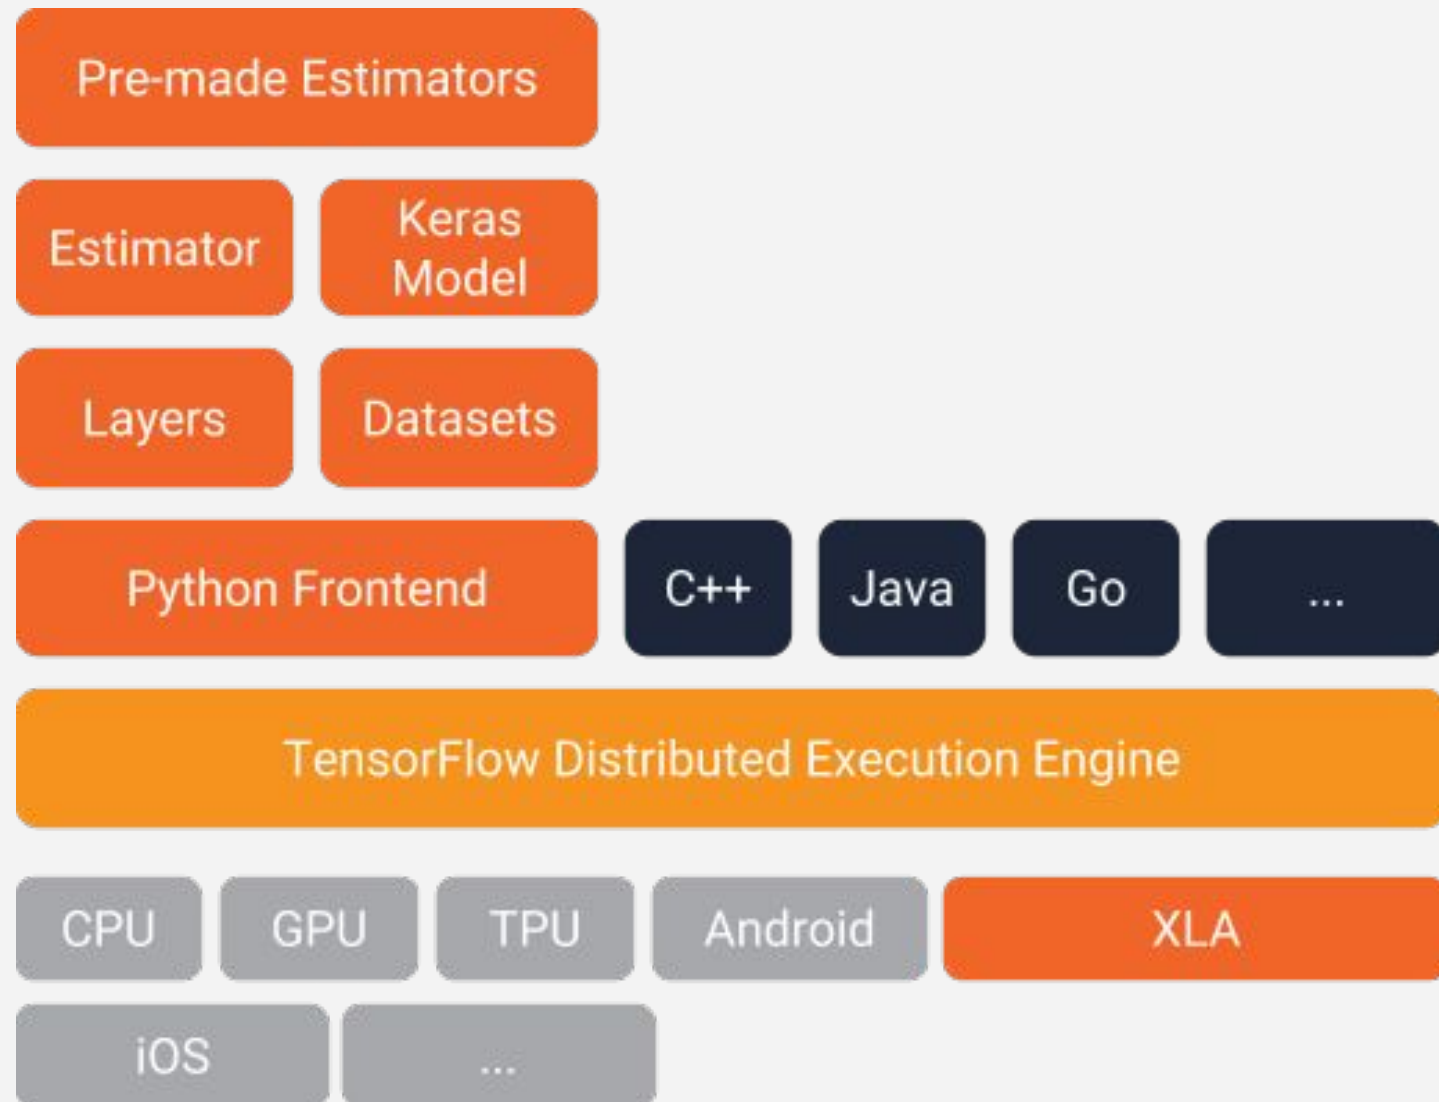 Pre-made Estimators
Estimator
Keras
Model
Layers
Datasets
Python Frontend
C++
Java
Go
...
TensorFlow Distributed Execution Engine
CPU
GPU
TPU
Android
XLA
iOS
...